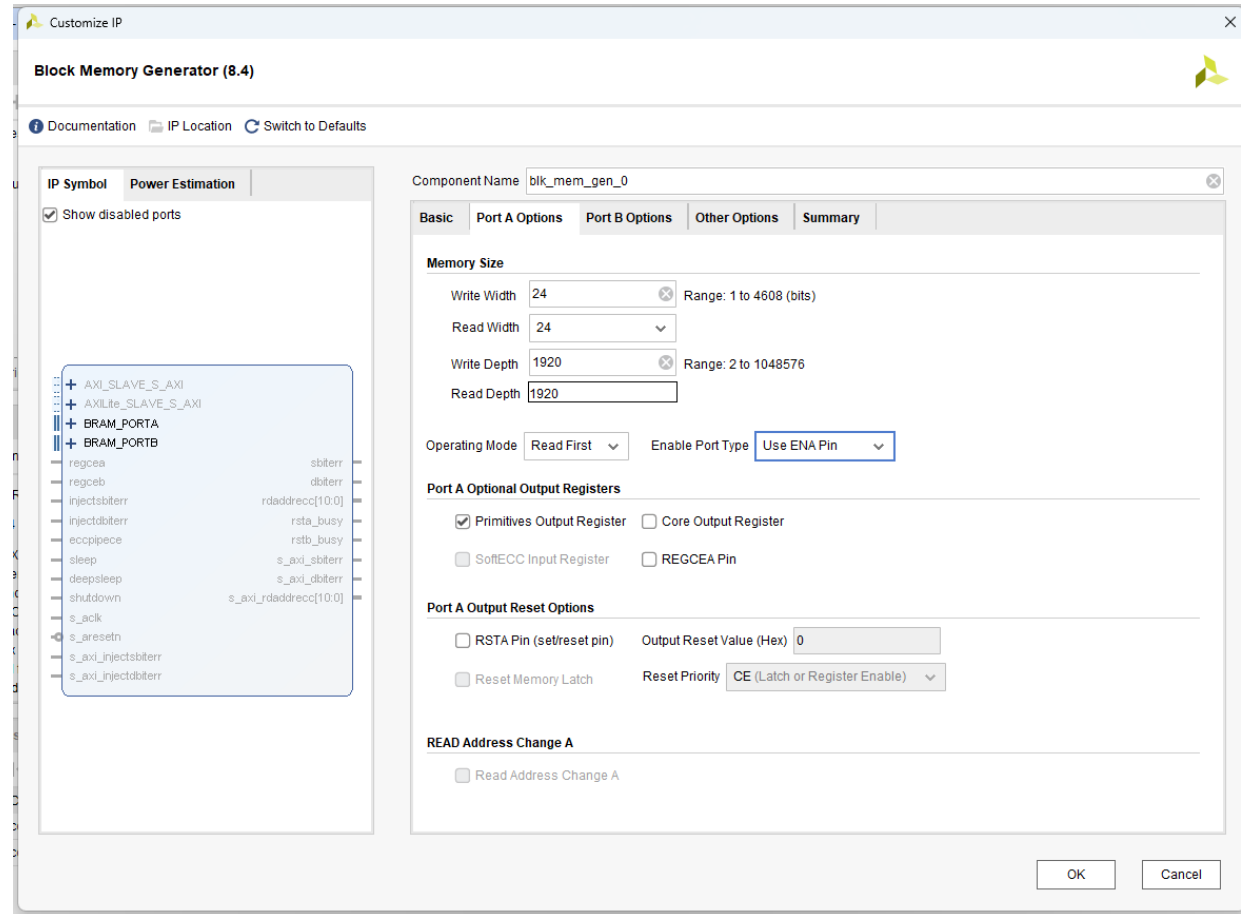 Customize IP
Block Memory Generator (8.4)
Documentation IP Location Switch to Defaults
IP Symbol Power Estimation
Show disabled ports
AXI_SLAVE_S_AXI
AXILite_SLAVE_S_AXI
BRAM_PORTA
BRAM_PORTB
regcea sbiterr
regceb dbiterr
injectsbiterr rdaddrecc[10:0]
injectdbiterr rsta_busy
eccpipece rstb_busy
sleep s_axi_sbiterr
deepsleep s_axi_dbiterr
shutdown s_axi_rdaddrecc[10:0]
s_aclk
s_aresetn
s_axi_injectsbiterr
s_axi_injectdbiterr
Component Name blk_mem_gen_0
Basic Port A Options Port B Options Other Options Summary
Memory Size
Write Width 24 Range: 1 to 4608 (bits)
Read Width 24
Write Depth 1920 Range: 2 to 1048576
Read Depth 1920
Operating Mode Read First Enable Port Type Use ENA Pin
Port A Optional Output Registers
Primitives Output Register Core Output Register
SoftECC Input Register REGCEA Pin
Port A Output Reset Options
RSTA Pin (set/reset pin) Output Reset Value (Hex) 0
Reset Memory Latch Reset Priority CE (Latch or Register Enable)
READ Address Change A
Read Address Change A
OK Cancel